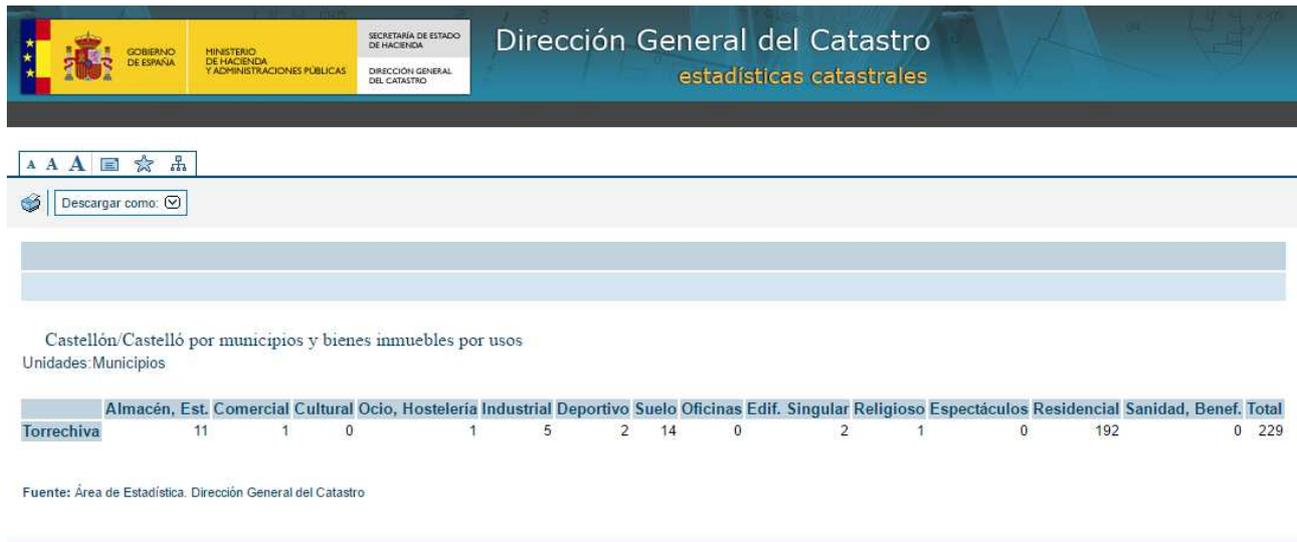 GOBIERNO
DE ESPAÑA
MINISTERIO
DE HACIENDA
Y ADMINISTRACIONES PÚBLICAS
SECRETARÍA DE ESTADO
DE HACIENDA
DIRECCIÓN GENERAL
DEL CATASTRO
Dirección General del Catastro
estadísticas catastrales
A A A
Descargar como:
Castellón/Castelló por municipios y bienes inmuebles por usos
Unidades:Municipios
Almacén, Est. Comercial Cultural Ocio, Hostelería Industrial Deportivo Suelo Oficinas Edif. Singular Religioso Espectáculos Residencial Sanidad, Benef. Total
Torrechiva 11 1 0 1 5 2 14 0 2 1 0 192 0 229
Fuente: Área de Estadística. Dirección General del Catastro